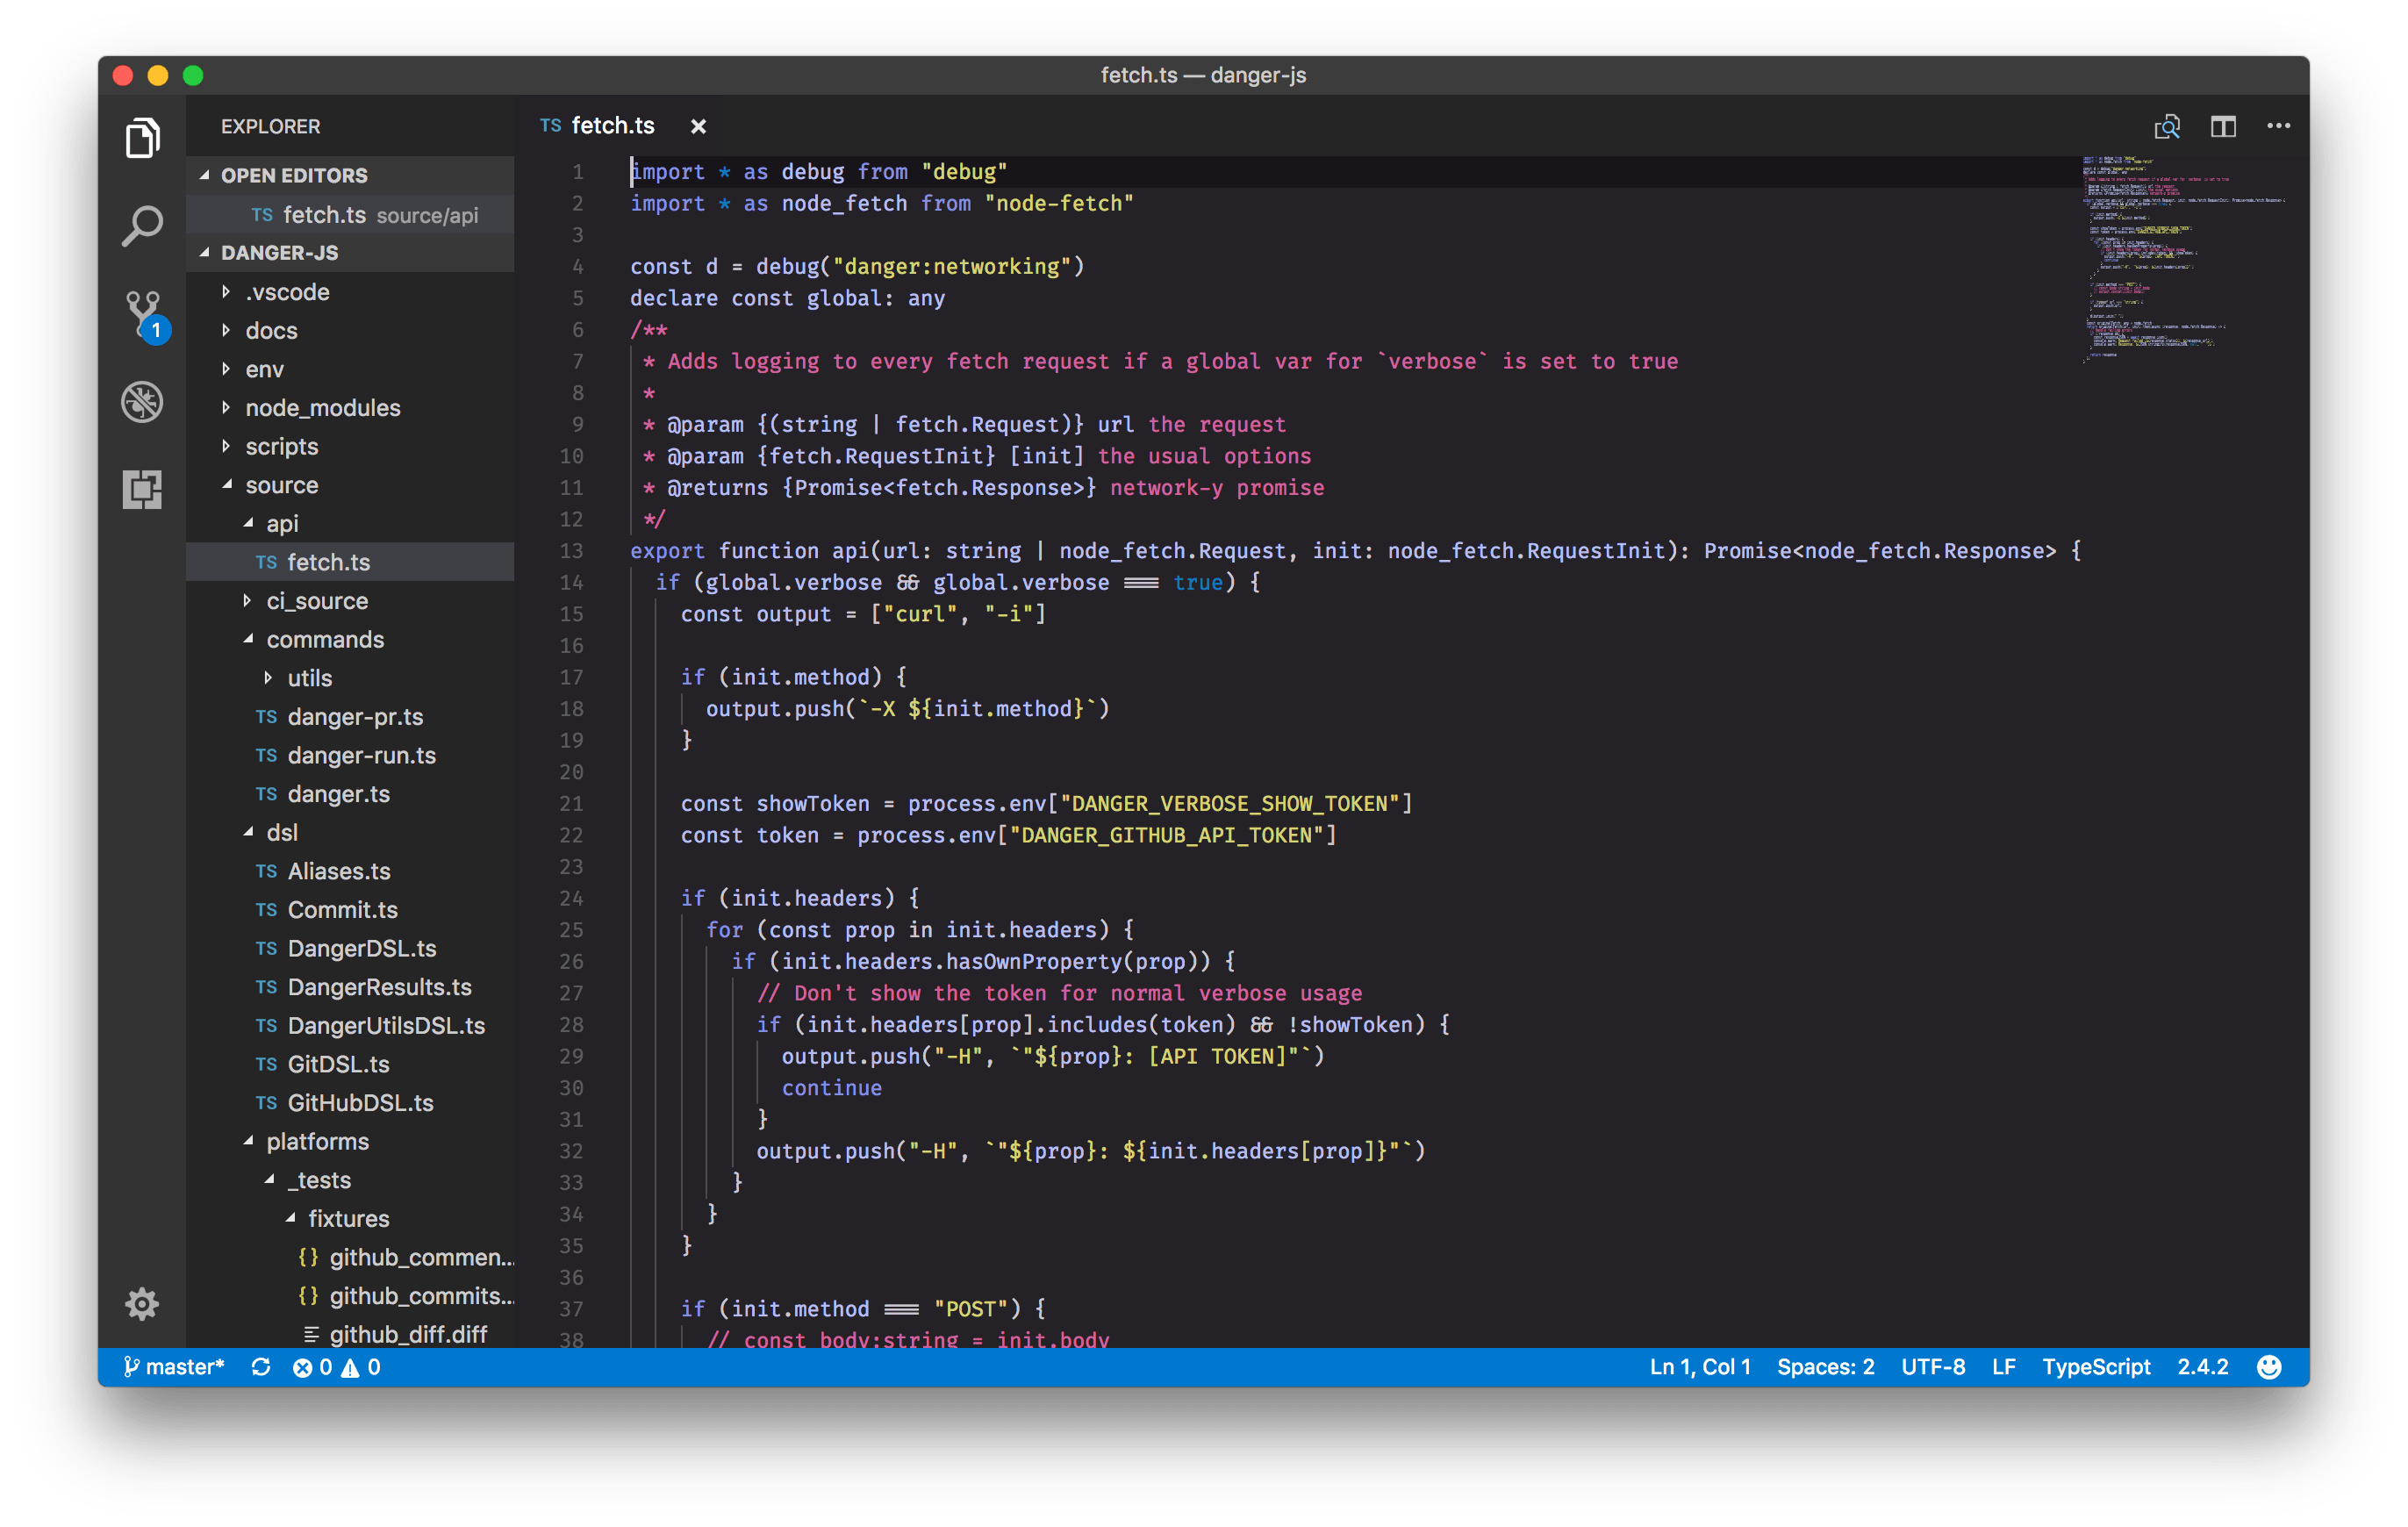 fetch.ts — danger-js
EXPLORER
OPEN EDITORS
TS fetch.ts source/api
DANGER-JS
.vscode
docs
env
node_modules
scripts
source
api
TS fetch.ts
ci_source
commands
utils
TS danger-pr.ts
TS danger-run.ts
TS danger.ts
dsl
TS Aliases.ts
TS Commit.ts
TS DangerDSL.ts
TS DangerResults.ts
TS DangerUtilsDSL.ts
TS GitDSL.ts
TS GitHubDSL.ts
platforms
_tests
fixtures
{} github_commen...
{} github_commits...
github_diff.diff
1
TS fetch.ts ×
1 import * as debug from "debug"
2 import * as node_fetch from "node-fetch"
3
4 const d = debug("danger:networking")
5 declare const global: any
6 /**
7 * Adds logging to every fetch request if a global var for `verbose` is set to true
8 *
9 * @param {(string | fetch.Request)} url the request
10 * @param {fetch.RequestInit} [init] the usual options
11 * @returns {Promise<fetch.Response>} network-y promise
12 */
13 export function api(url: string | node_fetch.Request, init: node_fetch.RequestInit): Promise<node_fetch.Response> {
14 if (global.verbose && global.verbose === true) {
15 const output = ["curl", "-i"]
16
17 if (init.method) {
18 output.push(`-X ${init.method}`)
19 }
20
21 const showToken = process.env["DANGER_VERBOSE_SHOW_TOKEN"]
22 const token = process.env["DANGER_GITHUB_API_TOKEN"]
23
24 if (init.headers) {
25 for (const prop in init.headers) {
26 if (init.headers.hasOwnProperty(prop)) {
27 // Don't show the token for normal verbose usage
28 if (init.headers[prop].includes(token) && !showToken) {
29 output.push("-H", `"${prop}: [API TOKEN]"`)
30 continue
31 }
32 output.push("-H", `"${prop}: ${init.headers[prop]}"`)
33 }
34 }
35 }
36
37 if (init.method === "POST") {
38 // const body:string = init.body
master* 0 0
Ln 1, Col 1 Spaces: 2 UTF-8 LF TypeScript 2.4.2